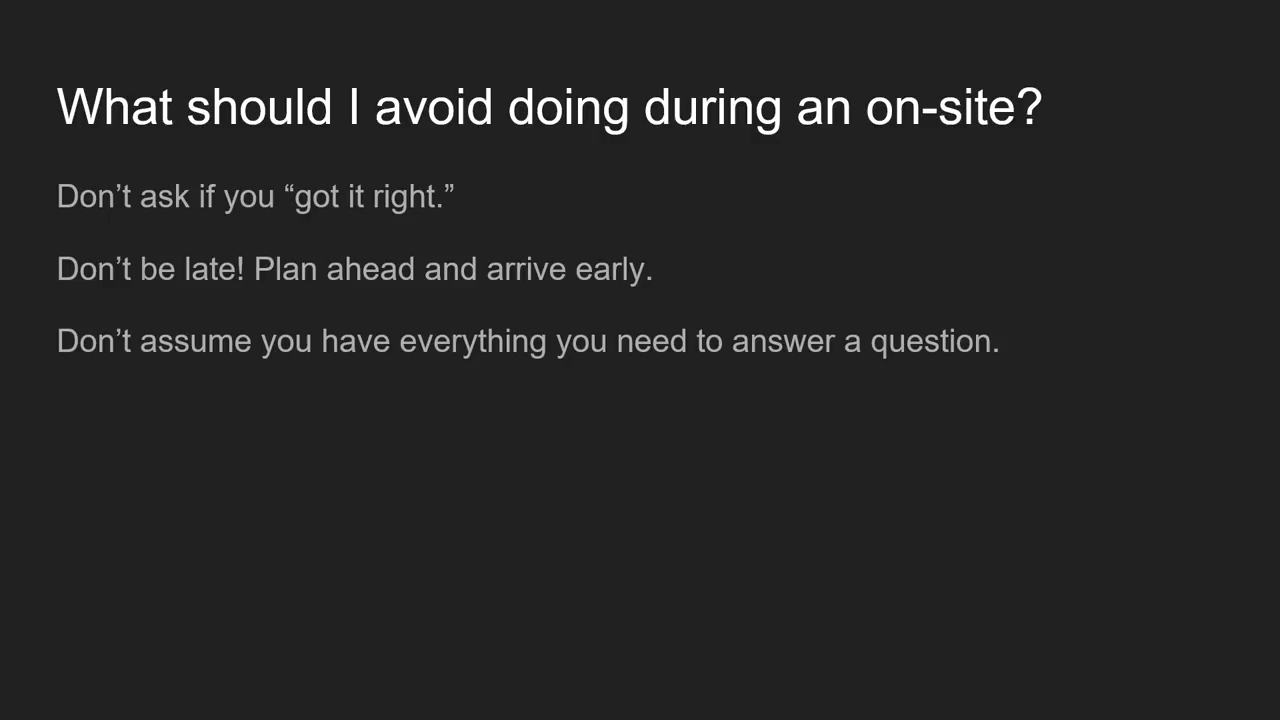 What should I avoid doing during an on-site?
Don’t ask if you “got it right.”
Don’t be late! Plan ahead and arrive early.
Don’t assume you have everything you need to answer a question.